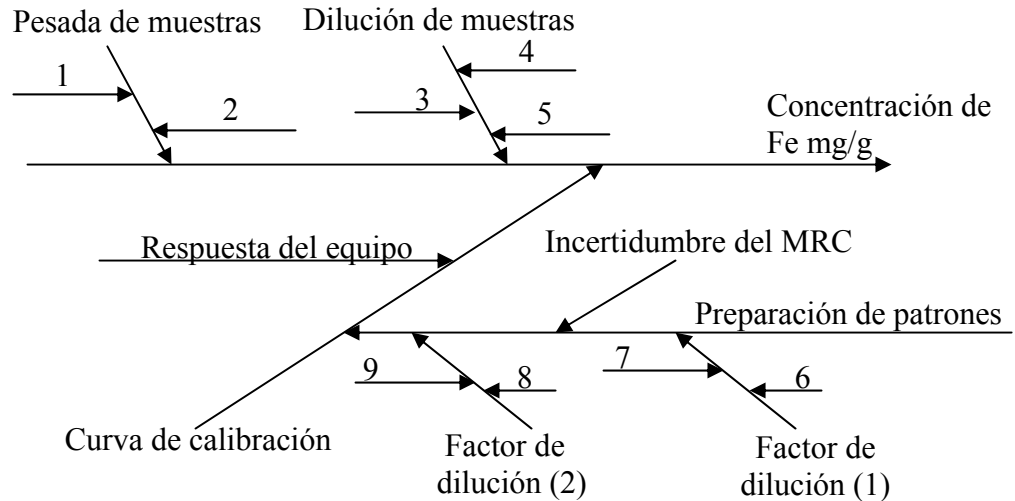 Pesada de muestras
Dilución de muestras
1
2
4
3
5
Concentración de
Fe mg/g
Respuesta del equipo
Incertidumbre del MRC
Preparación de patrones
9
8
7
6
Curva de calibración
Factor de
dilución (2)
Factor de
dilución (1)